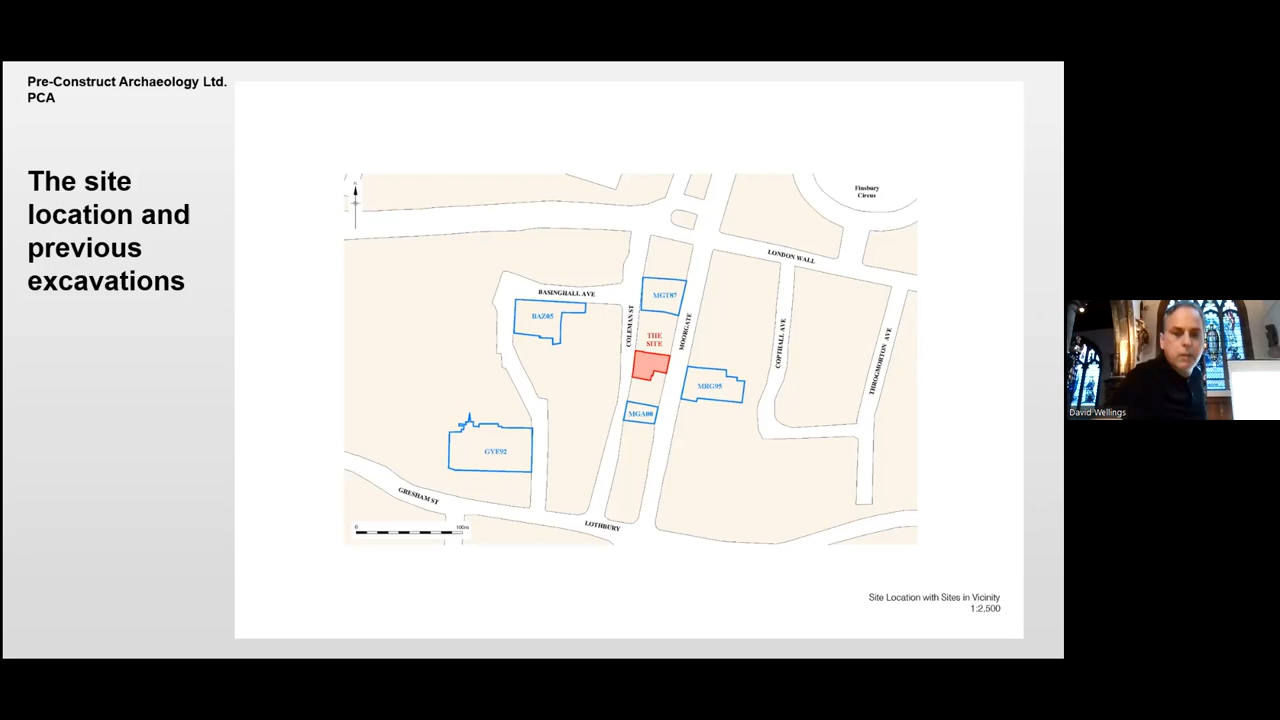 Pre-Construct Archaeology Ltd.
PCA
The site
location and
previous
excavations
N
Finsbury
Circus
LONDON WALL
BASINGHALL AVE
MGT87
BAZ05
COLEMAN ST
THE
SITE
MOORGATE
COPTHALL AVE
THROGMORTON AVE
MRG95
MGA00
GYE92
GRESHAM ST
LOTHBURY
0
100m
Site Location with Sites in Vicinity
1:2,500
David Wellings